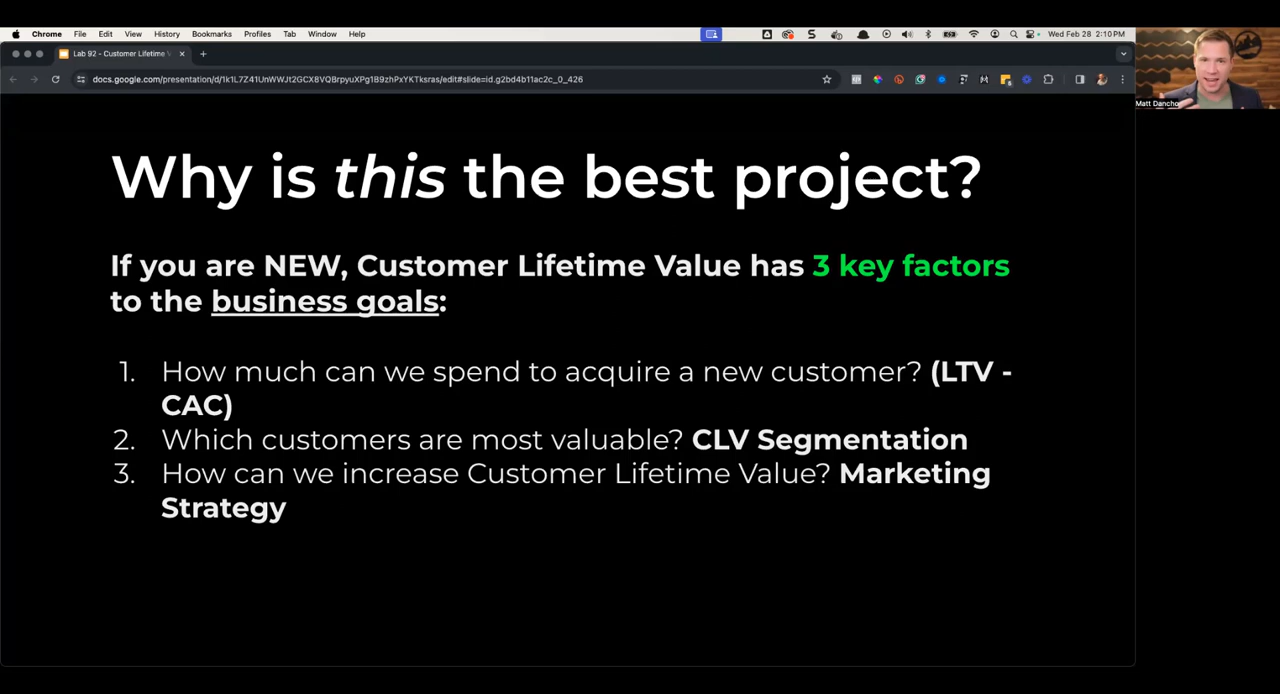 Chrome File Edit View History Bookmarks Profiles Tab Window Help Wed Feb 28 2:10 PM
Lab 92 - Customer Lifetime V
docs.google.com/presentation/d/1k1L7Z41UnWWJt2GCX8VQBrpyuXPg1B9zhPxYKTksras/edit#slide=id.g2bd4b11ac2c_0_426
Matt Dancho
Why is this the best project?
If you are NEW, Customer Lifetime Value has 3 key factors
to the business goals:
1. How much can we spend to acquire a new customer? (LTV -
CAC)
2. Which customers are most valuable? CLV Segmentation
3. How can we increase Customer Lifetime Value? Marketing
Strategy